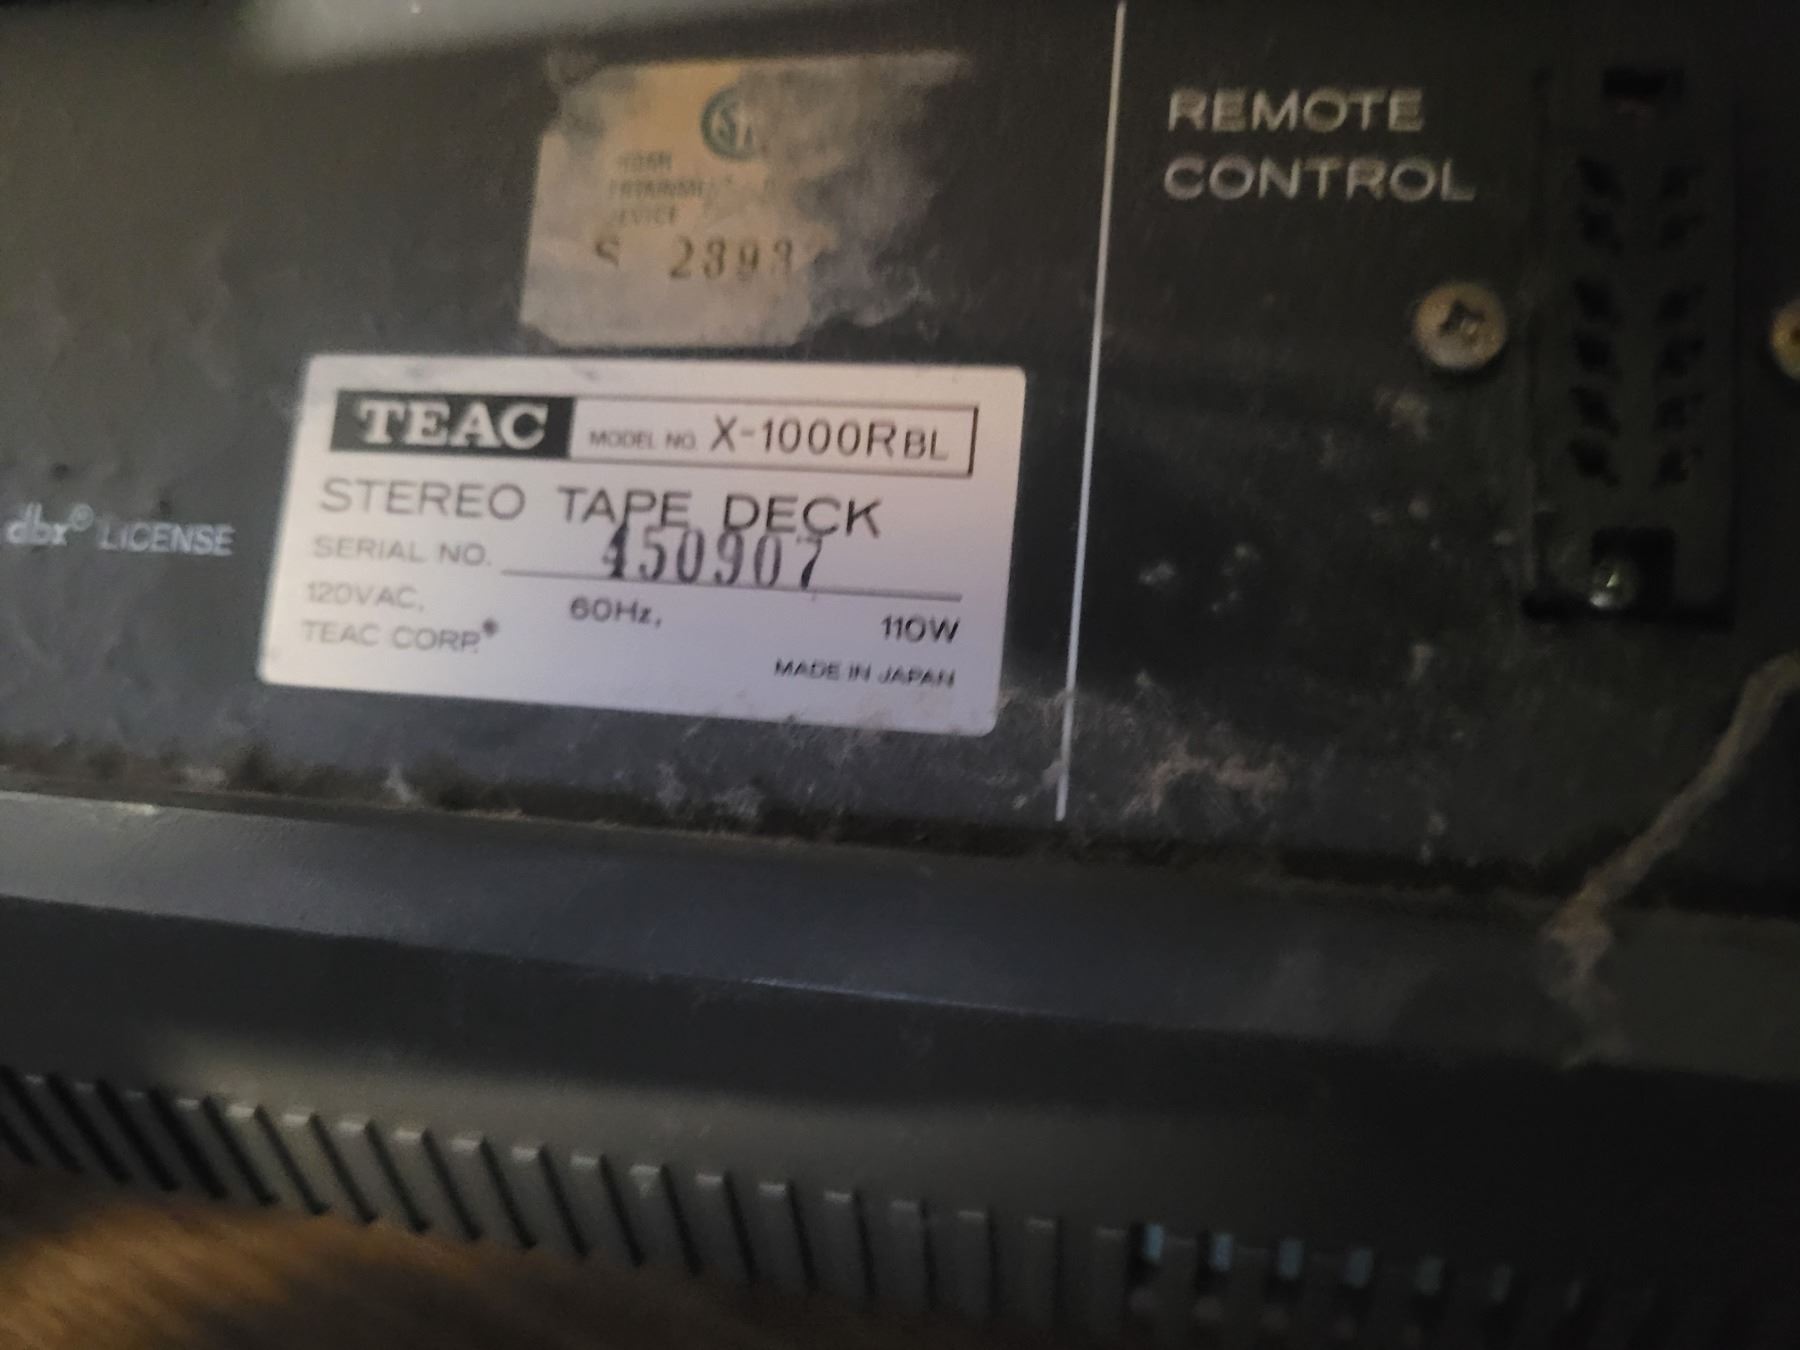 REMOTE
CONTROL
S 2393
TEAC MODEL NO. X-1000RBL
STEREO TAPE DECK
SERIAL NO. 450907
120VAC, 60Hz, 110W
TEAC CORP.
MADE IN JAPAN
dbx® LICENSE